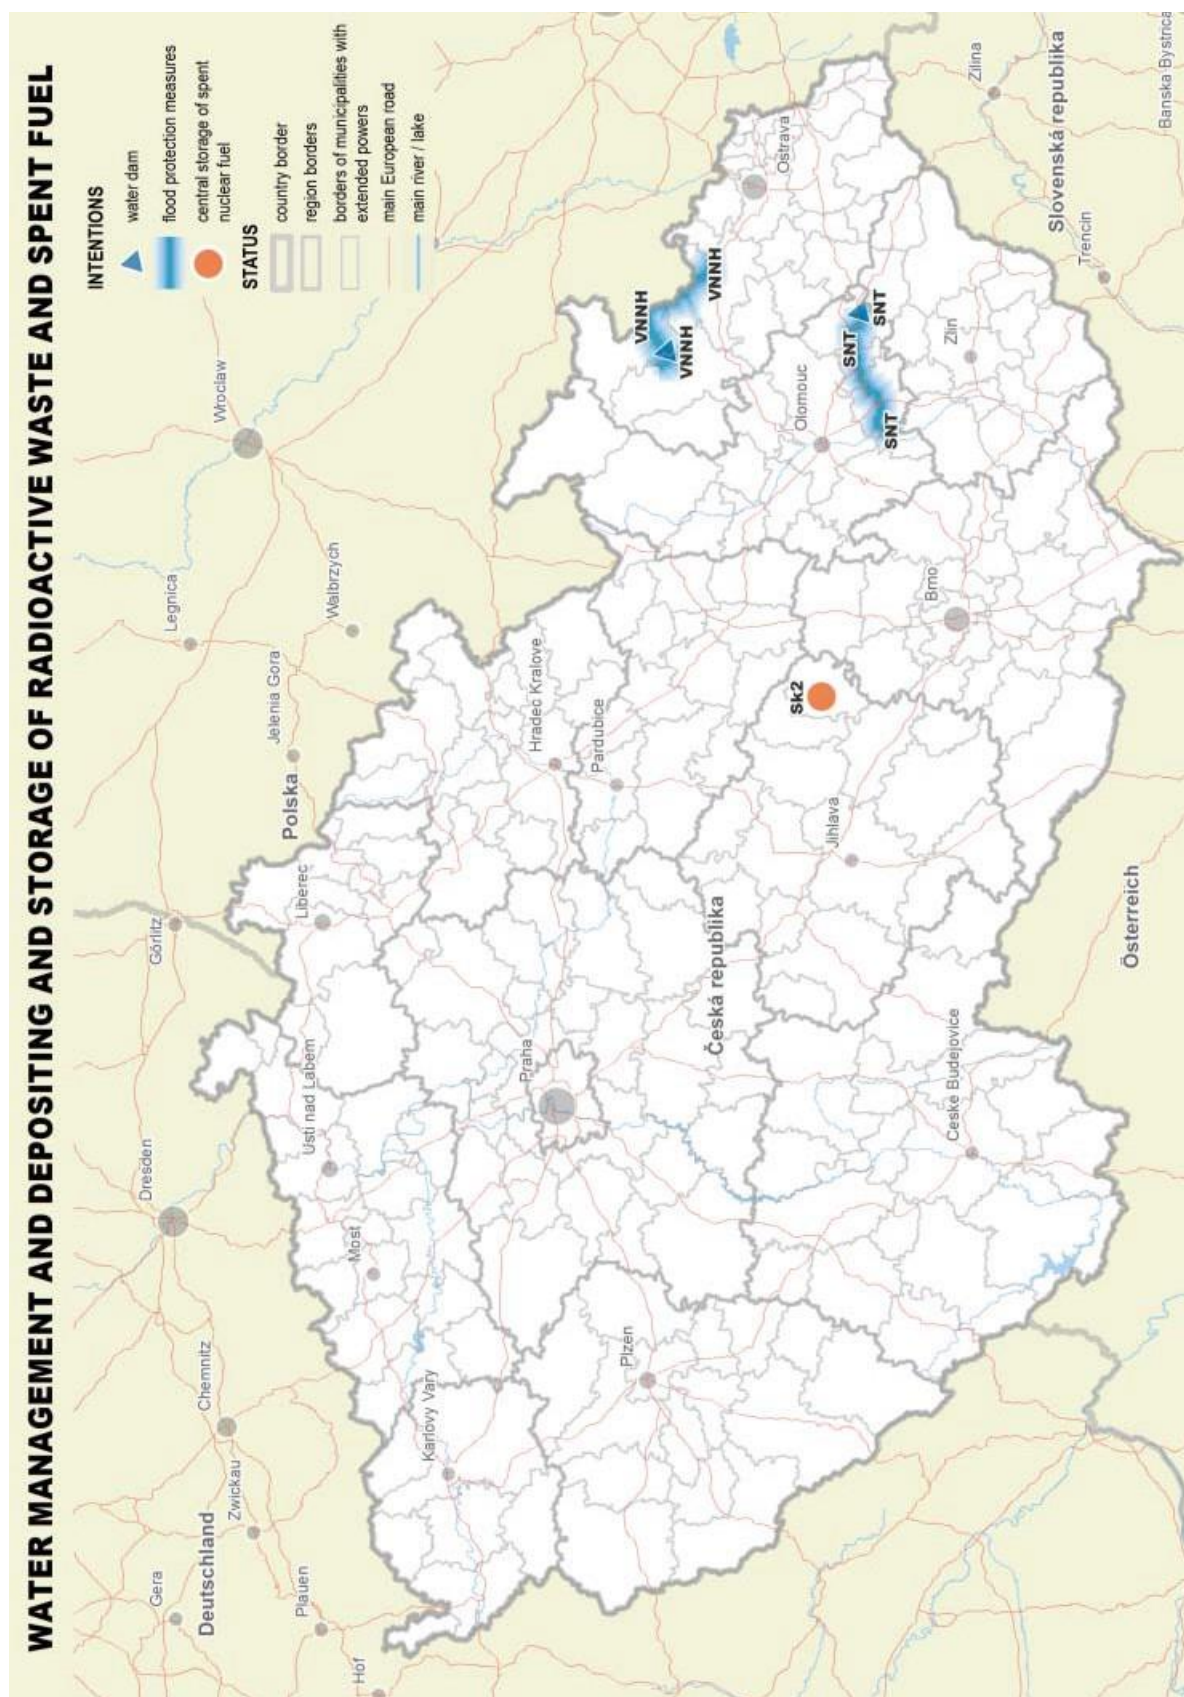 WATER MANAGEMENT AND DEPOSITING AND STORAGE OF RADIOACTIVE WASTE AND SPENT FUEL
INTENTIONS
water dam
flood protection measures
central storage of spent
nuclear fuel
STATUS
country border
region borders
borders of municipalities with
extended powers
main European road
main river / lake
Gera
Deutschland
Zwickau
Chemnitz
Dresden
Görlitz
Legnica
Wroclaw
Plauen
Hof
Most
Usti nad Labem
Liberec
Polska
Jelenia Gora
Walbrzych
Karlovy Vary
Praha
Hradec Kralove
Pardubice
VNNH
VNNH
VNNH
Plzen
Česká republika
Sk2
Olomouc
SNT
SNT
SNT
Ostrava
Jihlava
Brno
Zlin
Ceske Budejovice
Österreich
Zilina
Slovenská republika
Trencin
Banska Bystrica